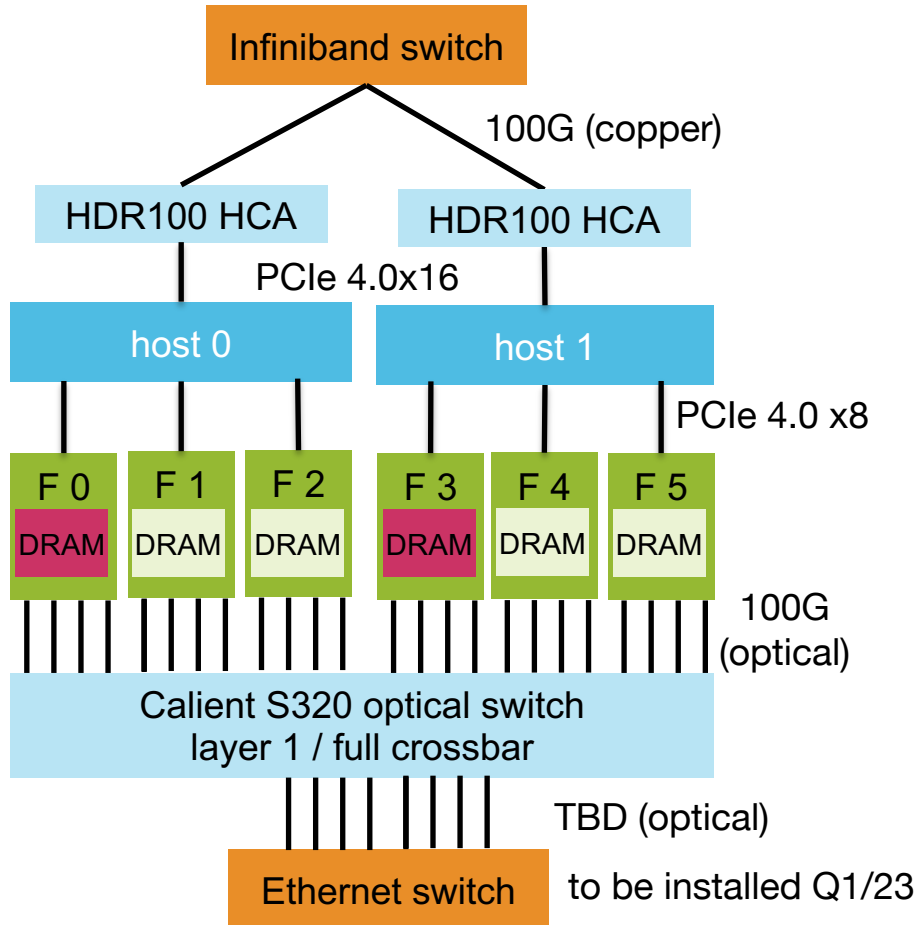 Infiniband switch
100G (copper)
HDR100 HCA
HDR100 HCA
PCIe 4.0x16
host 0
host 1
PCIe 4.0 x8
F 0
F 1
F 2
F 3
F 4
F 5
DRAM
DRAM
DRAM
DRAM
DRAM
DRAM
100G
(optical)
Calient S320 optical switch
layer 1 / full crossbar
TBD (optical)
Ethernet switch
to be installed Q1/23